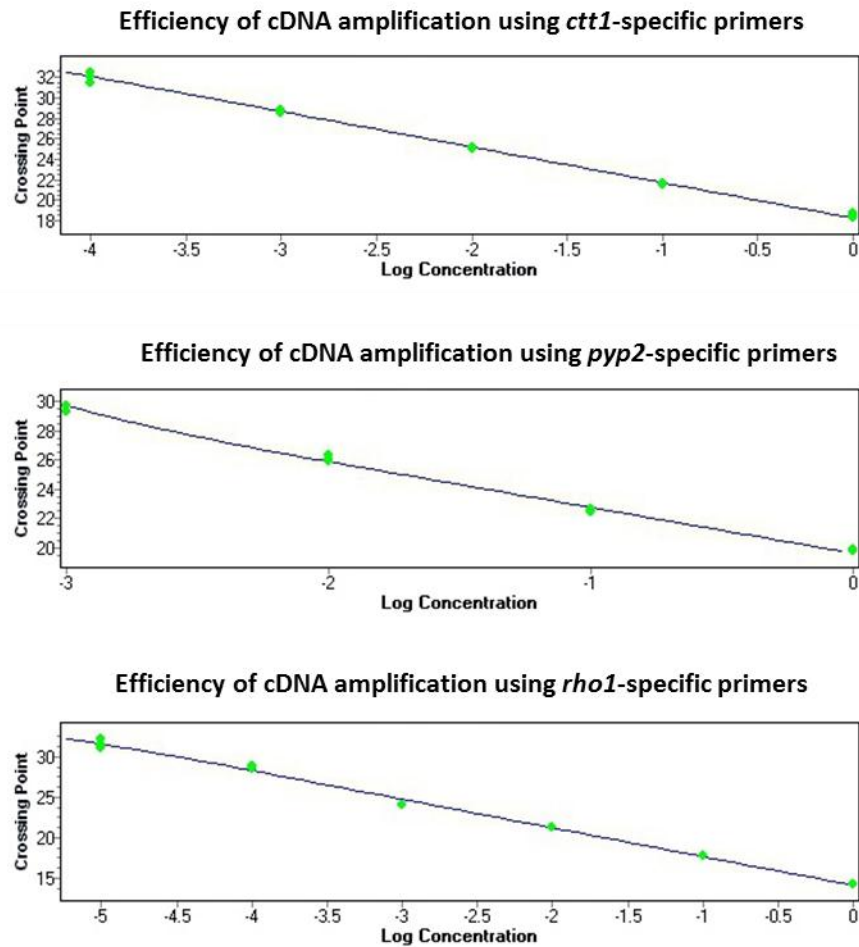 Efficiency of cDNA amplification using ctt1-specific primers
Crossing Point
32
30
28
26
24
22
20
18
-4 -3.5 -3 -2.5 -2 -1.5 -1 -0.5 0
Log Concentration
Efficiency of cDNA amplification using pyp2-specific primers
Crossing Point
30
28
26
24
22
20
-3 -2 -1 0
Log Concentration
Efficiency of cDNA amplification using rho1-specific primers
Crossing Point
30
25
20
15
-5 -4.5 -4 -3.5 -3 -2.5 -2 -1.5 -1 -0.5 0
Log Concentration